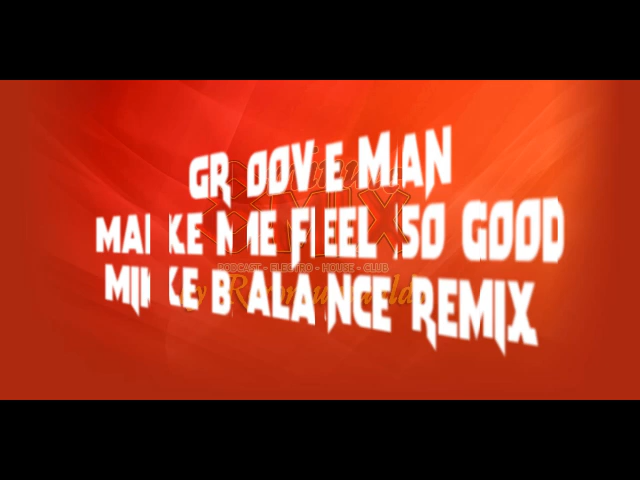 GROOVE MAN
MAKE ME FEEL SO GOOD
PODCAST - ELECTRO - HOUSE - CLUB
MIKE BALANCE REMIX